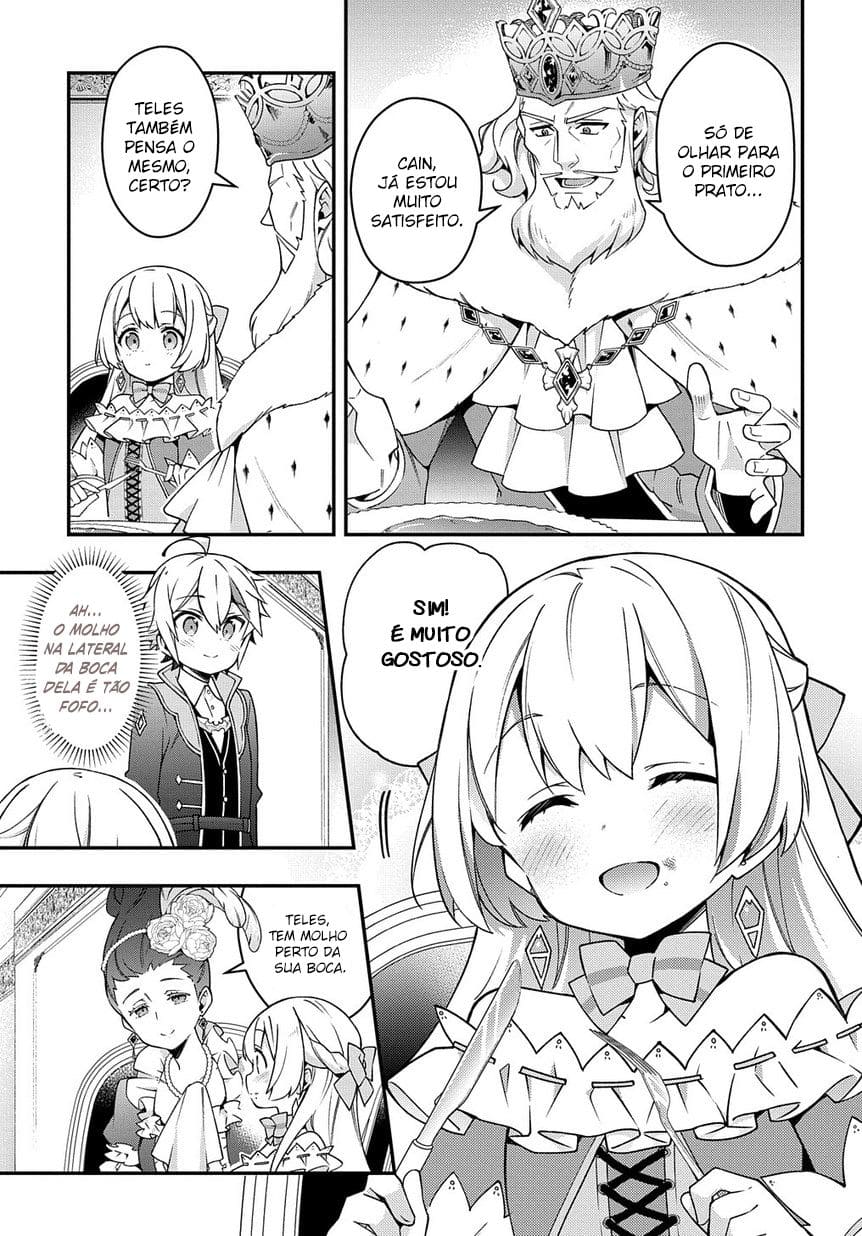 SÓ DE
OLHAR PARA
O PRIMEIRO
PRATO...
CAIN,
JÁ ESTOU
MUITO
SATISFEITO.
TELES
TAMBÉM
PENSA O
MESMO,
CERTO?
SIM!
É MUITO
GOSTOSO.
AH...
O MOLHO
NA LATERAL
DA BOCA
DELA É TÃO
FOFO...
TELES,
TEM MOLHO
PERTO DA
SUA BOCA.